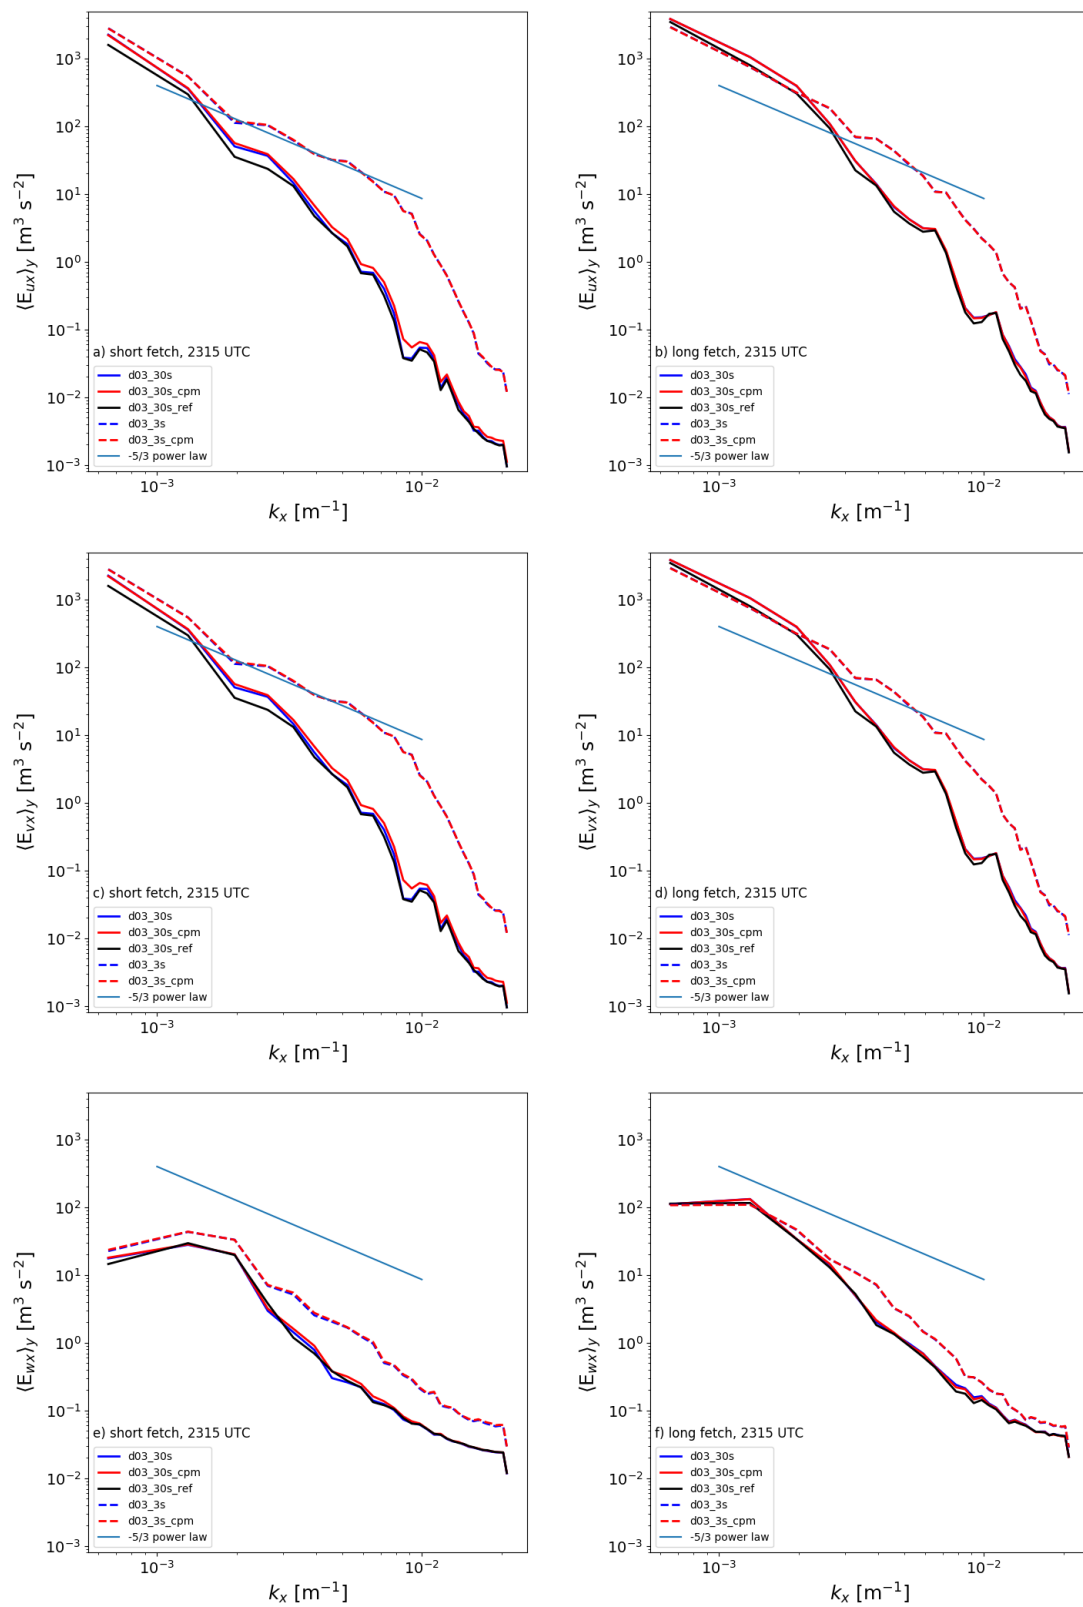 10³
10²
10¹
10⁰
10⁻¹
10⁻²
10⁻³
⟨E_ux⟩_y [m³ s⁻²]
a) short fetch, 2315 UTC
d03_30s
d03_30s_cpm
d03_30s_ref
d03_3s
d03_3s_cpm
-5/3 power law
10⁻³
10⁻²
k_x [m⁻¹]
10³
10²
10¹
10⁰
10⁻¹
10⁻²
10⁻³
⟨E_ux⟩_y [m³ s⁻²]
b) long fetch, 2315 UTC
d03_30s
d03_30s_cpm
d03_30s_ref
d03_3s
d03_3s_cpm
-5/3 power law
10⁻³
10⁻²
k_x [m⁻¹]
10³
10²
10¹
10⁰
10⁻¹
10⁻²
10⁻³
⟨E_vx⟩_y [m³ s⁻²]
c) short fetch, 2315 UTC
d03_30s
d03_30s_cpm
d03_30s_ref
d03_3s
d03_3s_cpm
-5/3 power law
10⁻³
10⁻²
k_x [m⁻¹]
10³
10²
10¹
10⁰
10⁻¹
10⁻²
10⁻³
⟨E_vx⟩_y [m³ s⁻²]
d) long fetch, 2315 UTC
d03_30s
d03_30s_cpm
d03_30s_ref
d03_3s
d03_3s_cpm
-5/3 power law
10⁻³
10⁻²
k_x [m⁻¹]
10³
10²
10¹
10⁰
10⁻¹
10⁻²
10⁻³
⟨E_wx⟩_y [m³ s⁻²]
e) short fetch, 2315 UTC
d03_30s
d03_30s_cpm
d03_30s_ref
d03_3s
d03_3s_cpm
-5/3 power law
10⁻³
10⁻²
k_x [m⁻¹]
10³
10²
10¹
10⁰
10⁻¹
10⁻²
10⁻³
⟨E_wx⟩_y [m³ s⁻²]
f) long fetch, 2315 UTC
d03_30s
d03_30s_cpm
d03_30s_ref
d03_3s
d03_3s_cpm
-5/3 power law
10⁻³
10⁻²
k_x [m⁻¹]